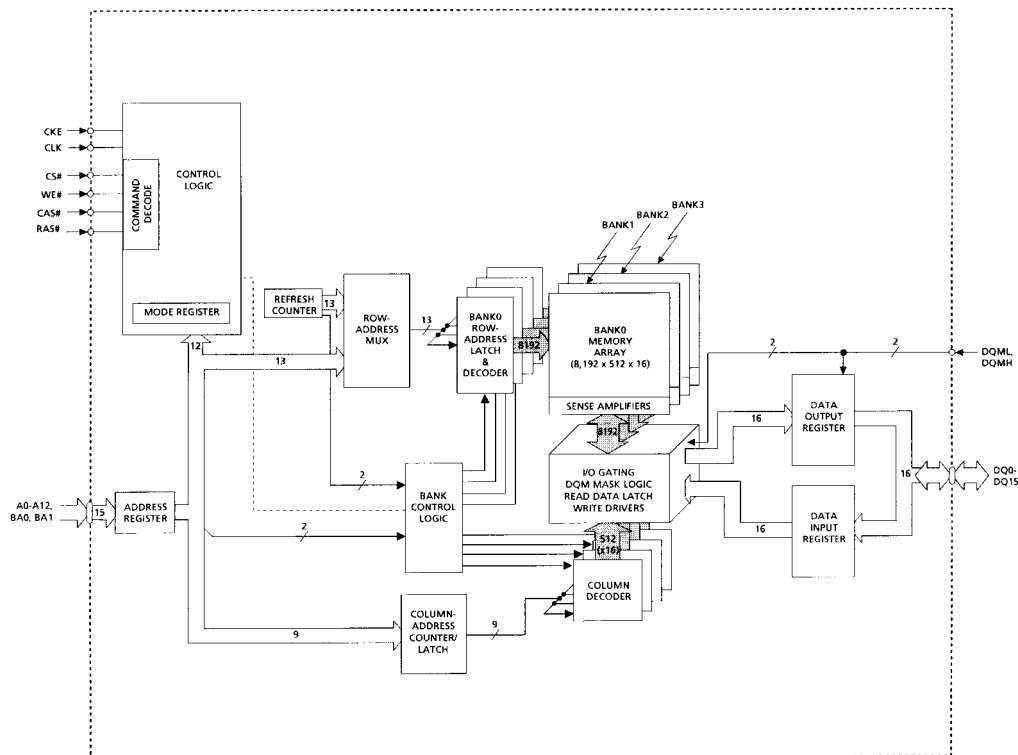 CKE
CLK
CS#
WE#
CAS#
RAS#
COMMAND
DECODE
CONTROL
LOGIC
MODE REGISTER
12
REFRESH
COUNTER
13
ROW-
ADDRESS
MUX
13
13
BANK0
ROW-
ADDRESS
LATCH
&
DECODER
8192
BANK1
BANK2
BANK3
BANK0
MEMORY
ARRAY
(8,192 x 512 x 16)
SENSE AMPLIFIERS
8192
I/O GATING
DQM MASK LOGIC
READ DATA LATCH
WRITE DRIVERS
512
(x16)
COLUMN
DECODER
2
2
DQML,
DQMH
DATA
OUTPUT
REGISTER
16
16
DQ0-
DQ15
DATA
INPUT
REGISTER
16
A0-A12,
BA0, BA1
15
ADDRESS
REGISTER
2
2
BANK
CONTROL
LOGIC
9
COLUMN-
ADDRESS
COUNTER/
LATCH
9